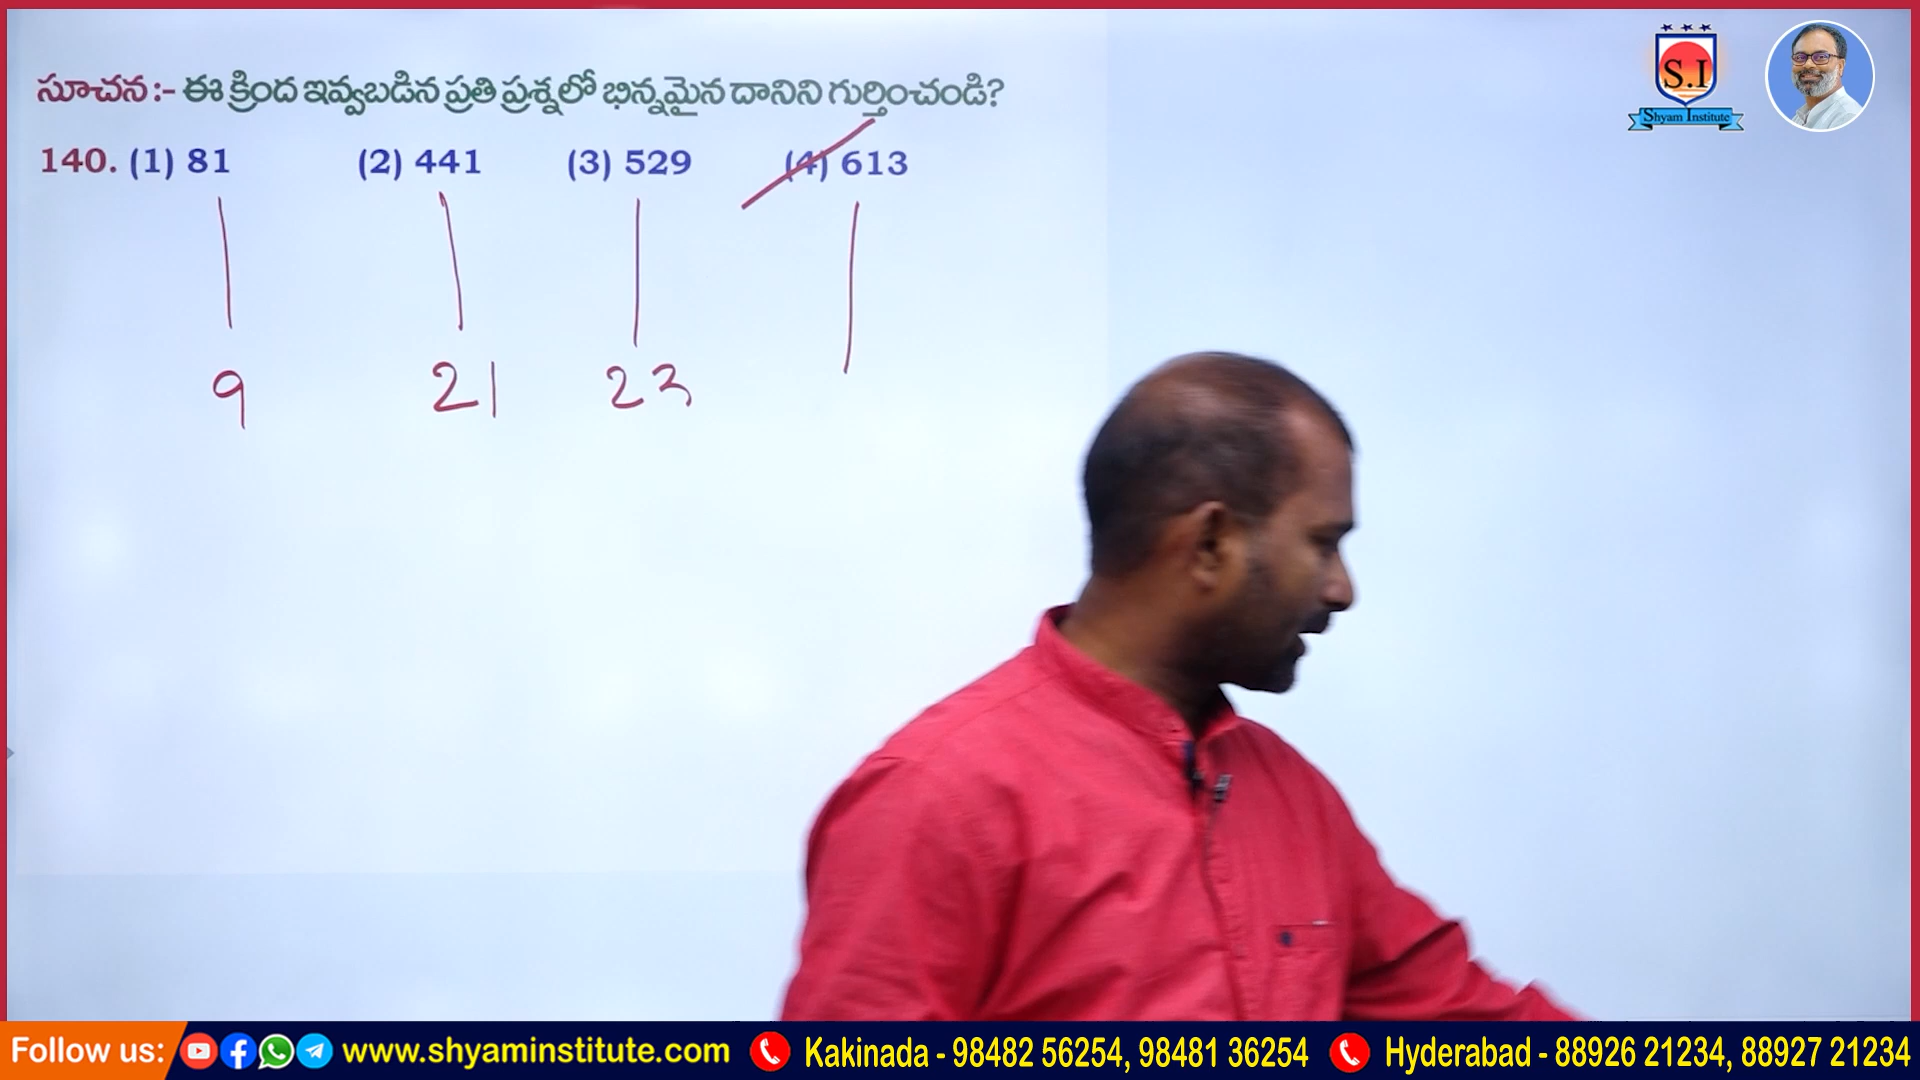 సూచన :- ఈ క్రింద ఇవ్వబడిన ప్రతి ప్రశ్నలో భిన్నమైన దానిని గుర్తించండి?
140. (1) 81 (2) 441 (3) 529 (4) 613
9 21 23
S.I
Shyam Institute
Follow us: www.shyaminstitute.com Kakinada - 98482 56254, 98481 36254 Hyderabad - 88926 21234, 88927 21234